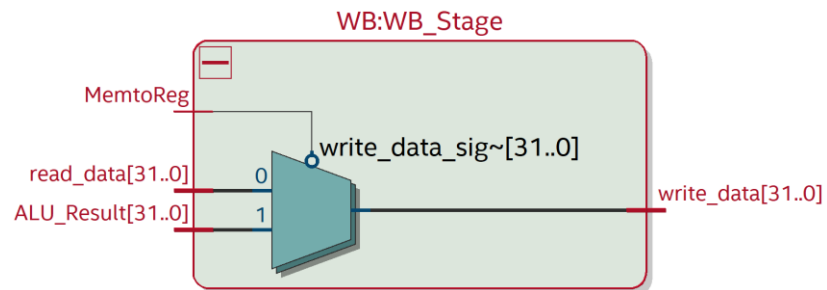 WB:WB_Stage
MemtoReg
write_data_sig~[31..0]
read_data[31..0]
0
write_data[31..0]
ALU_Result[31..0]
1